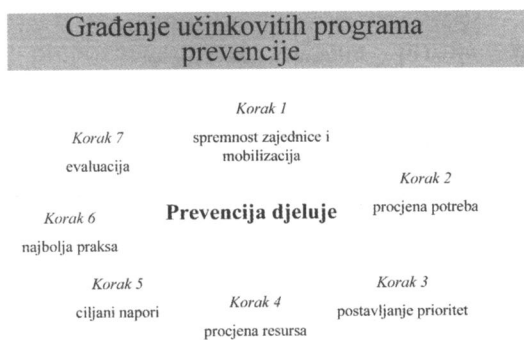 Građenje učinkovitih programa
prevencije
Korak 1
spremnost zajednice i
mobilizacija
Korak 2
procjena potreba
Korak 3
postavljanje prioritet
Korak 4
procjena resursa
Korak 5
ciljani napori
Korak 6
najbolja praksa
Korak 7
evaluacija
Prevencija djeluje